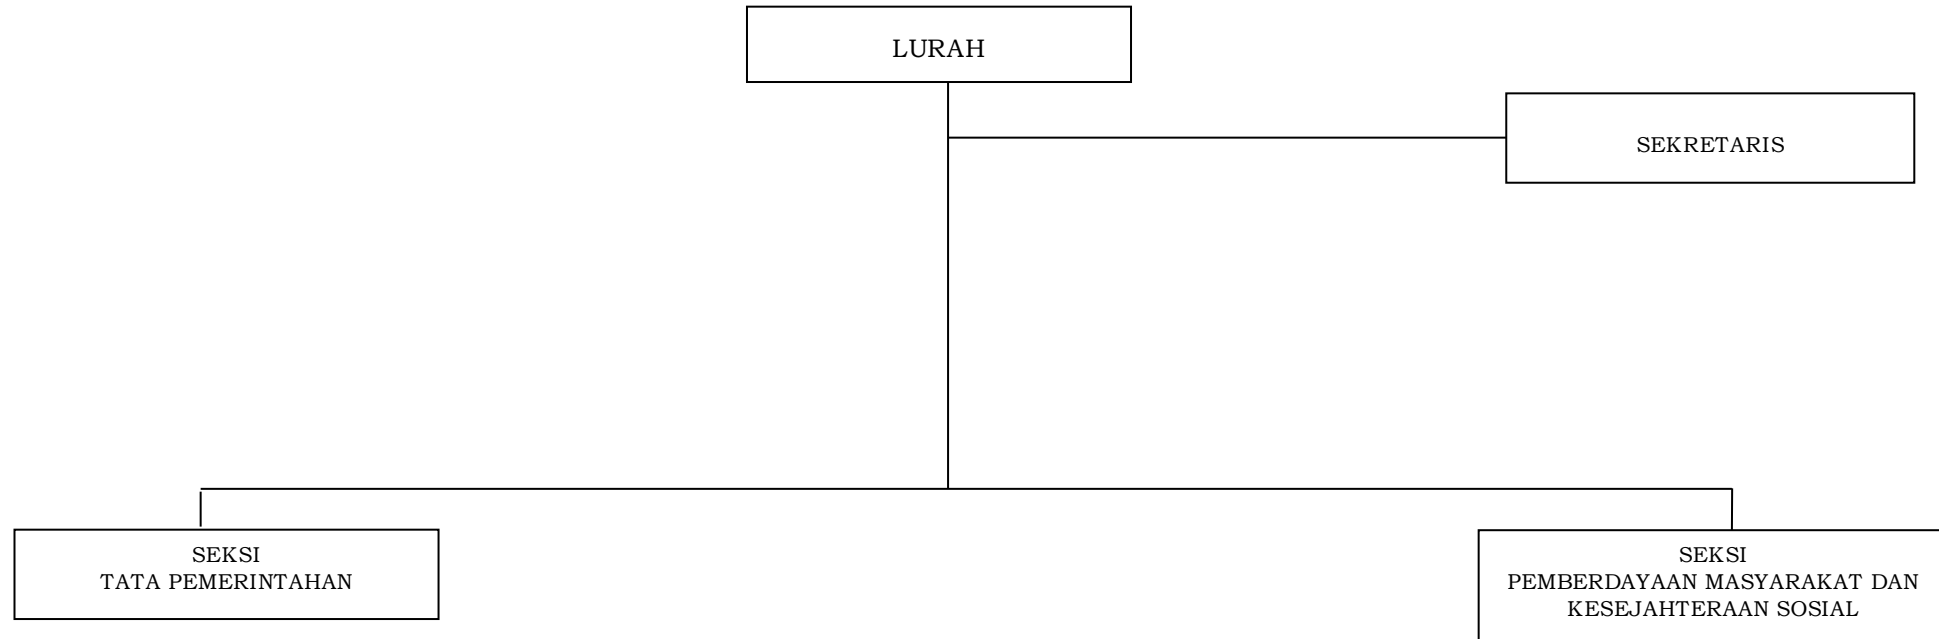 LURAH
SEKRETARIS
SEKSI
TATA PEMERINTAHAN
SEKSI
PEMBERDAYAAN MASYARAKAT DAN
KESEJAHTERAAN SOSIAL